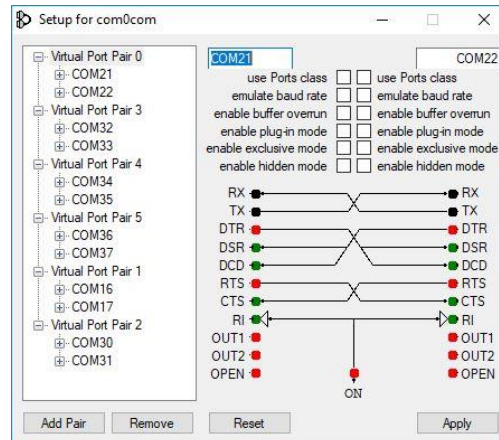 Setup for com0com
Virtual Port Pair 0
COM21
COM22
Virtual Port Pair 3
COM32
COM33
Virtual Port Pair 4
COM34
COM35
Virtual Port Pair 5
COM36
COM37
Virtual Port Pair 1
COM16
COM17
Virtual Port Pair 2
COM30
COM31
COM21 COM22
use Ports class use Ports class
emulate baud rate emulate baud rate
enable buffer overrun enable buffer overrun
enable plug-in mode enable plug-in mode
enable exclusive mode enable exclusive mode
enable hidden mode enable hidden mode
RX RX
TX TX
DTR DTR
DSR DSR
DCD DCD
RTS RTS
CTS CTS
RI RI
OUT1 OUT1
OUT2 OUT2
OPEN OPEN
ON
Add Pair Remove Reset Apply